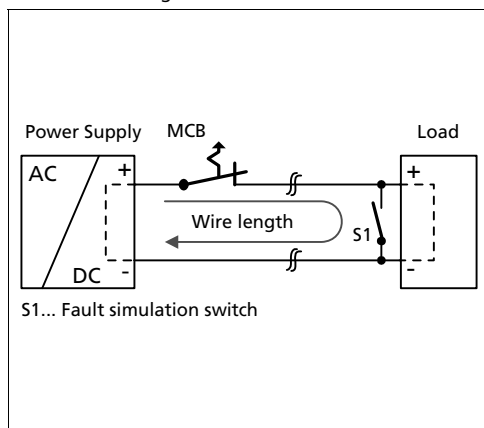 Power Supply MCB Load
AC + +
Wire length S1
DC - -
S1... Fault simulation switch